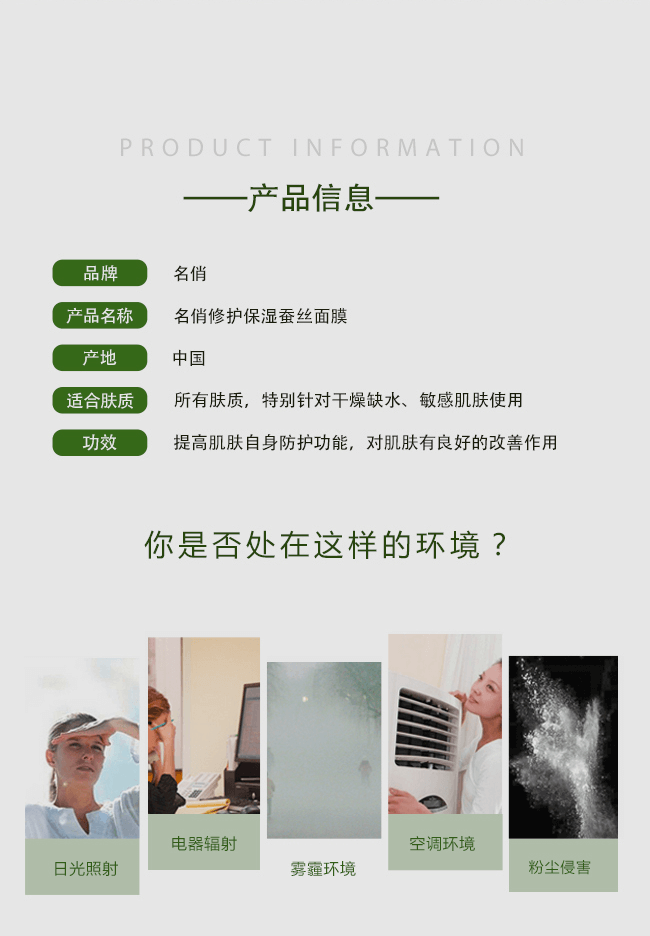 PRODUCT INFORMATION
——产品信息——
品牌 名俏
产品名称 名俏修护保湿蚕丝面膜
产地 中国
适合肤质 所有肤质，特别针对干燥缺水、敏感肌肤使用
功效 提高肌肤自身防护功能，对肌肤有良好的改善作用
你是否处在这样的环境？
日光照射
电器辐射
雾霾环境
空调环境
粉尘侵害